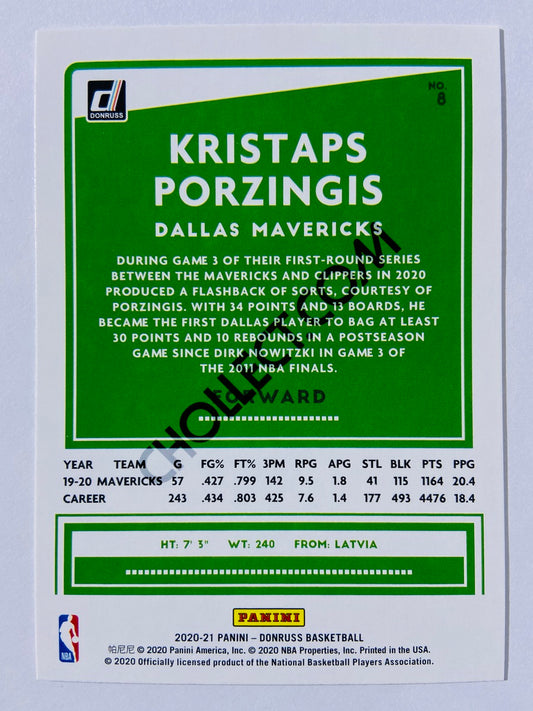 DONRUSS
NO.
8
KRISTAPS
PORZINGIS
DALLAS MAVERICKS
DURING GAME 3 OF THEIR FIRST-ROUND SERIES
BETWEEN THE MAVERICKS AND CLIPPERS IN 2020
PRODUCED A FLASHBACK OF SORTS, COURTESY OF
PORZINGIS. WITH 34 POINTS AND 13 BOARDS, HE
BECAME THE FIRST DALLAS PLAYER TO BAG AT LEAST
30 POINTS AND 10 REBOUNDS IN A POSTSEASON
GAME SINCE DIRK NOWITZKI IN GAME 3 OF
THE 2011 NBA FINALS.
FORWARD
CHOLLECT.COM
YEAR TEAM G FG% FT% 3PM RPG APG STL BLK PTS PPG
19-20 MAVERICKS 57 .427 .799 142 9.5 1.8 41 115 1164 20.4
CAREER 243 .434 .803 425 7.6 1.4 177 493 4476 18.4
HT: 7' 3" WT: 240 FROM: LATVIA
NBA
PANINI
2020-21 PANINI – DONRUSS BASKETBALL
帕尼尼 © 2020 Panini America, Inc. © 2020 NBA Properties, Inc. Printed in the USA.
© 2020 Officially licensed product of the National Basketball Players Association.